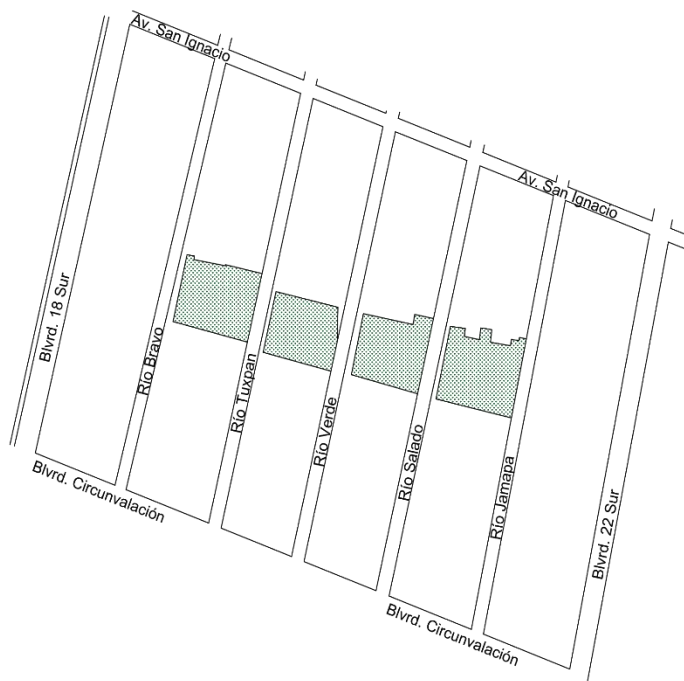 Av. San Ignacio
Av. San Ignacio
Blvrd. 18 Sur
Río Bravo
Río Tuxpan
Río Verde
Río Salado
Río Jamapa
Blvrd. 22 Sur
Blvrd. Circunvalación
Blvrd. Circunvalación